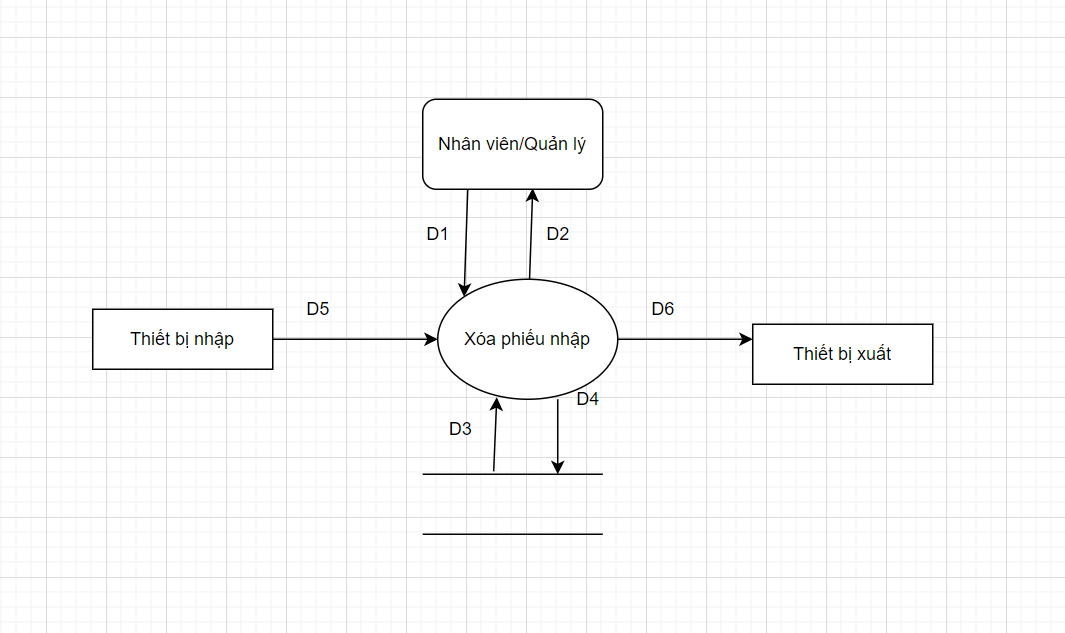 Nhân viên/Quản lý
D1
D2
D5
D6
Thiết bị nhập
Xóa phiếu nhập
Thiết bị xuất
D4
D3